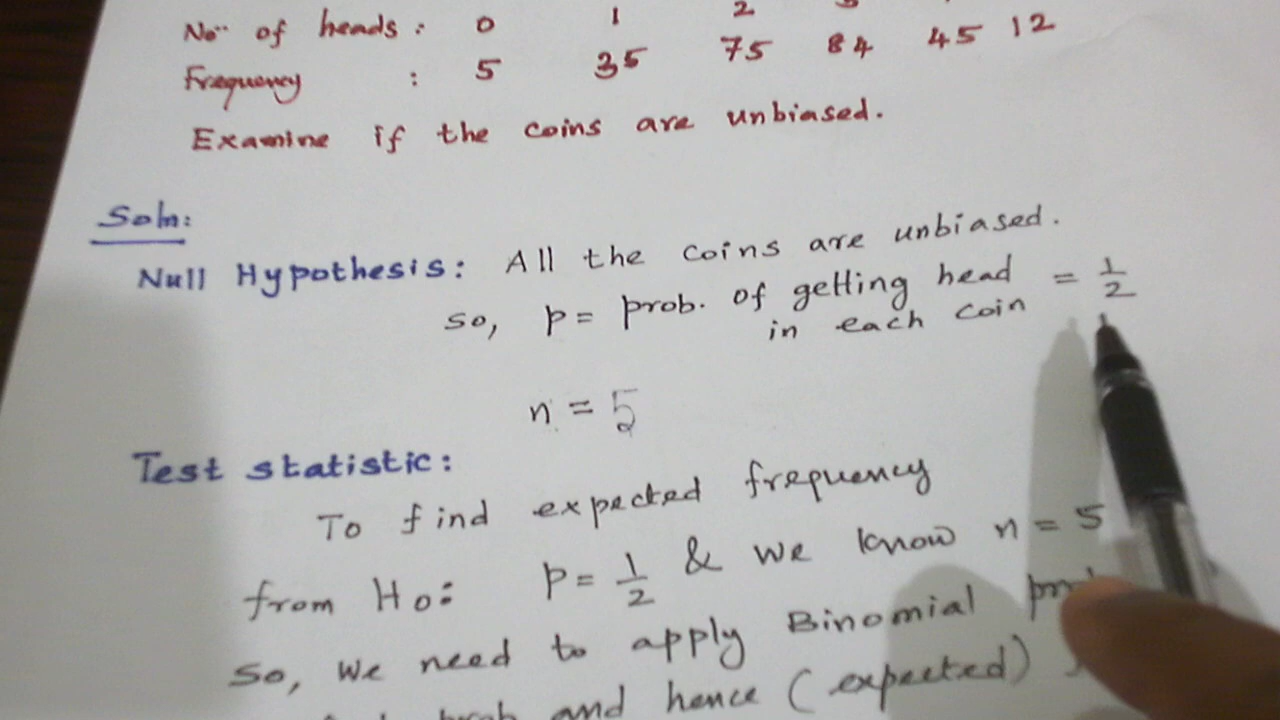 No.. of heads : 0 1 2
Frequency : 5 35 75 84 45 12
Examine if the coins are unbiased.
Soln:
Null Hypothesis: All the coins are unbiased.
so, p = prob. of getting head = 1/2
in each coin
n = 5
Test statistic:
To find expected frequency
from Ho: p = 1/2 & we know n = 5
So, we need to apply Binomial
and hence (expected)